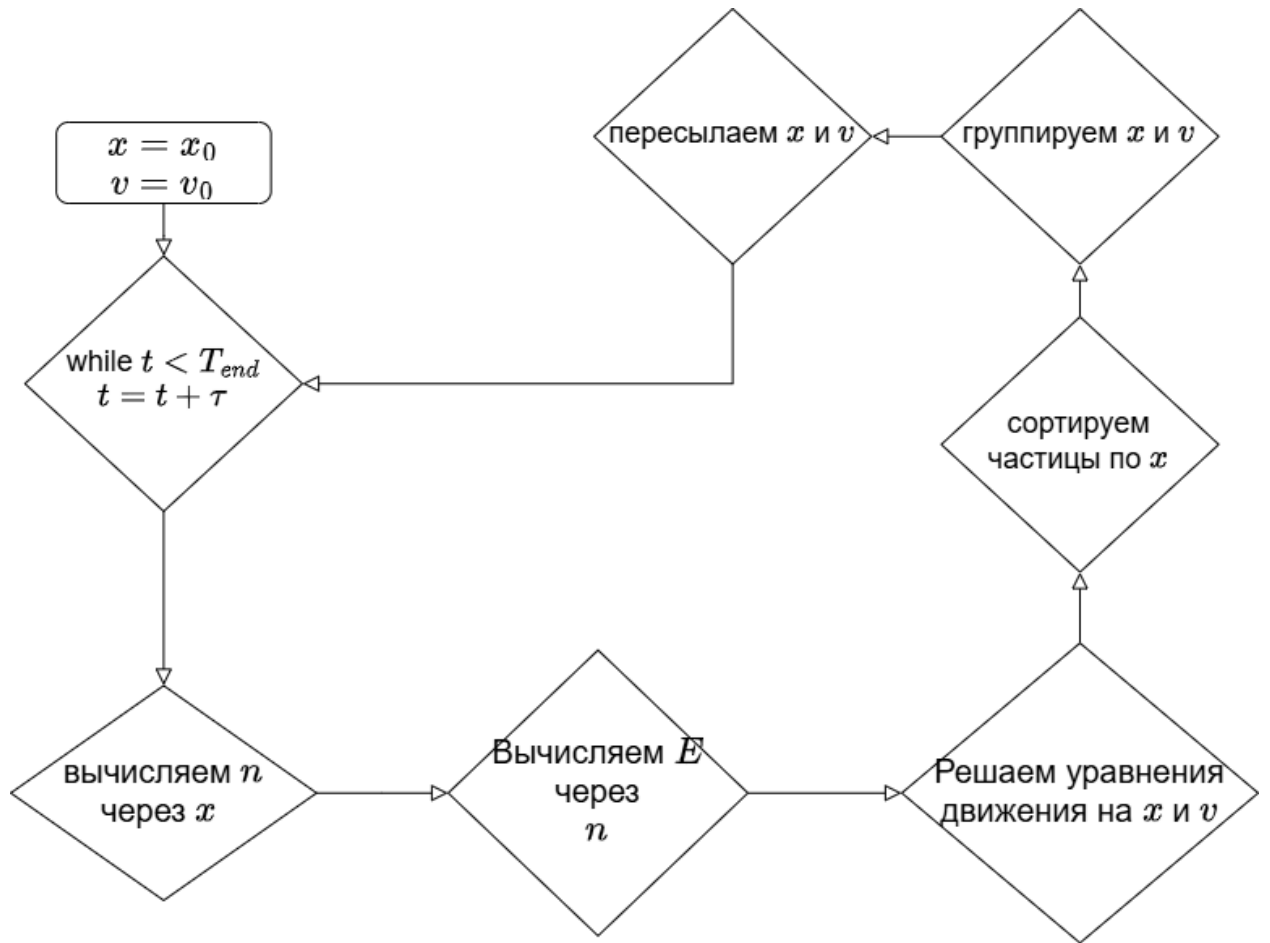 x = x_0
v = v_0
while t < T_{end}
t = t + τ
вычисляем n
через x
Вычисляем E
через
n
Решаем уравнения
движения на x и v
сортируем
частицы по x
группируем x и v
пересылаем x и v